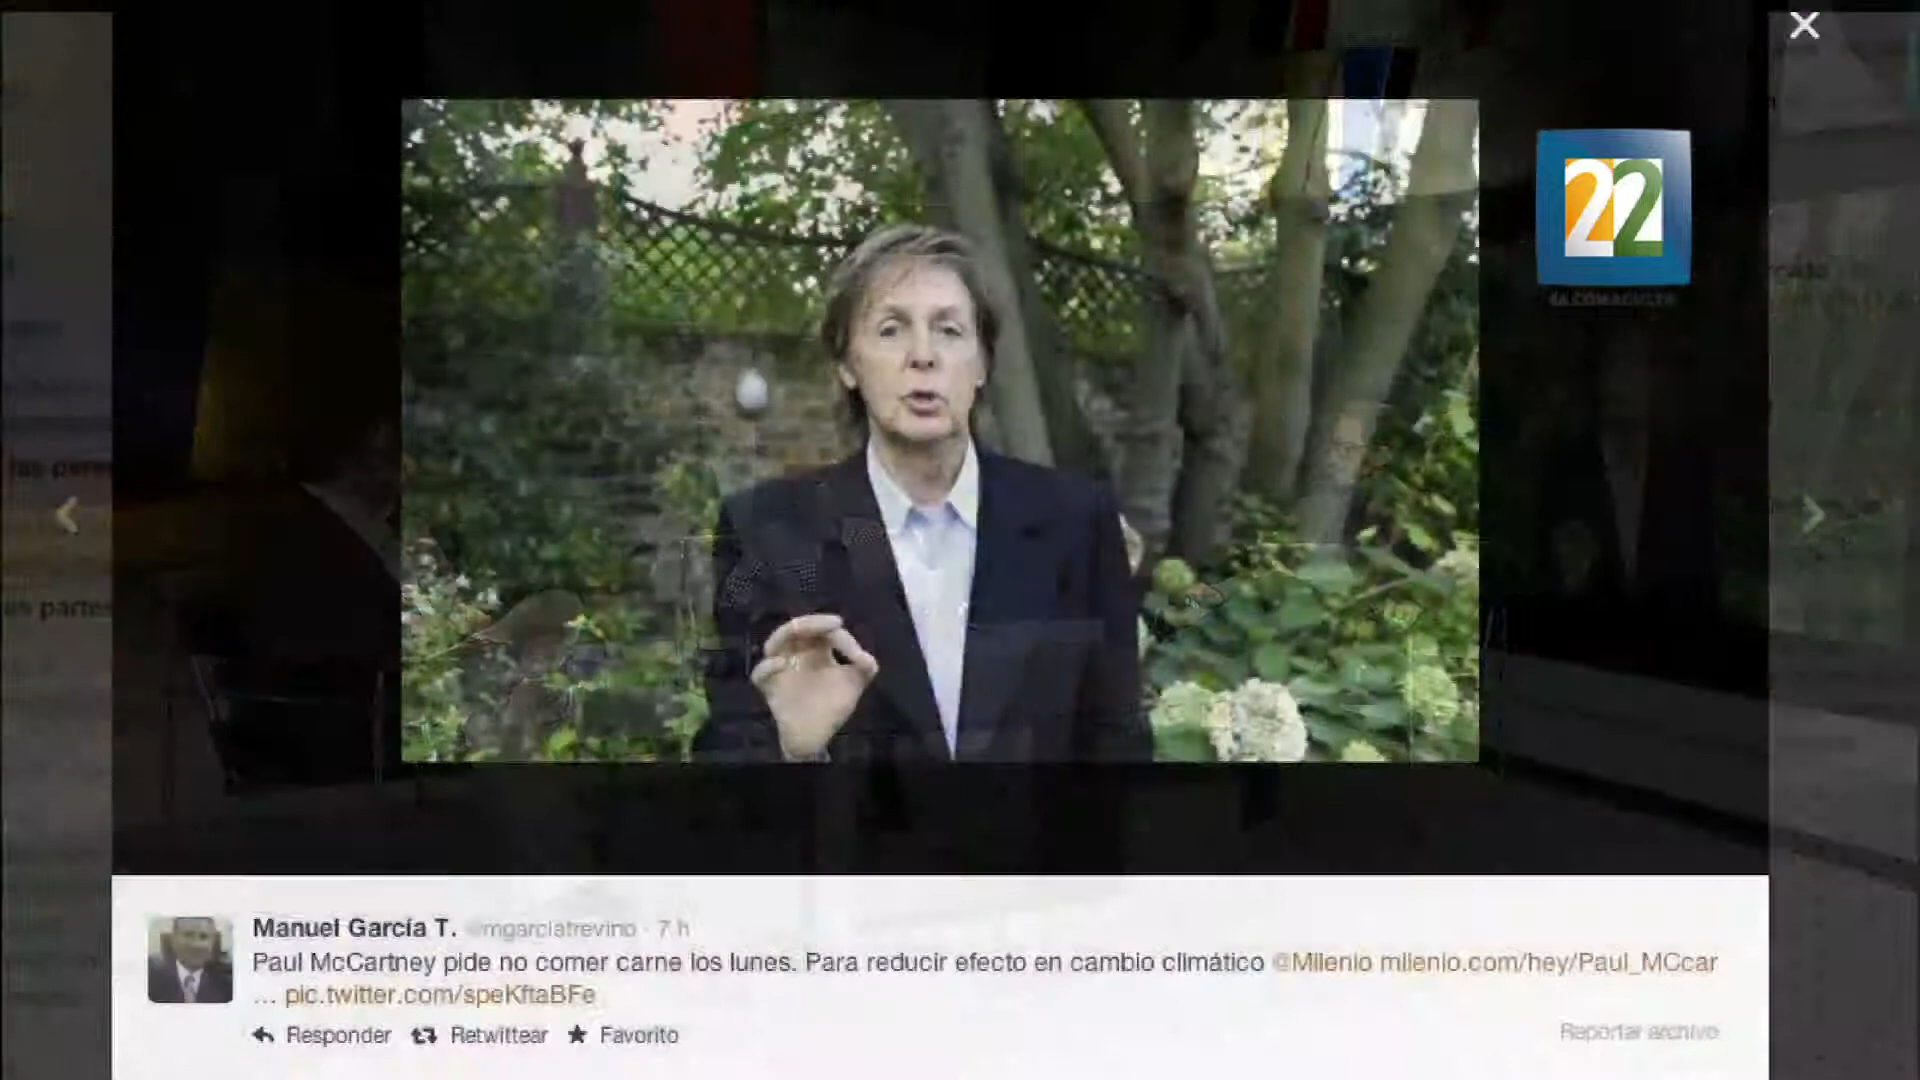 22
Manuel García T. @mgarciatrevino · 7 h
Paul McCartney pide no comer carne los lunes. Para reducir efecto en cambio climático @Milenio milenio.com/hey/Paul_MCcar
... pic.twitter.com/speKftaBFe
Responder Retwittear Favorito
Reportar archivo